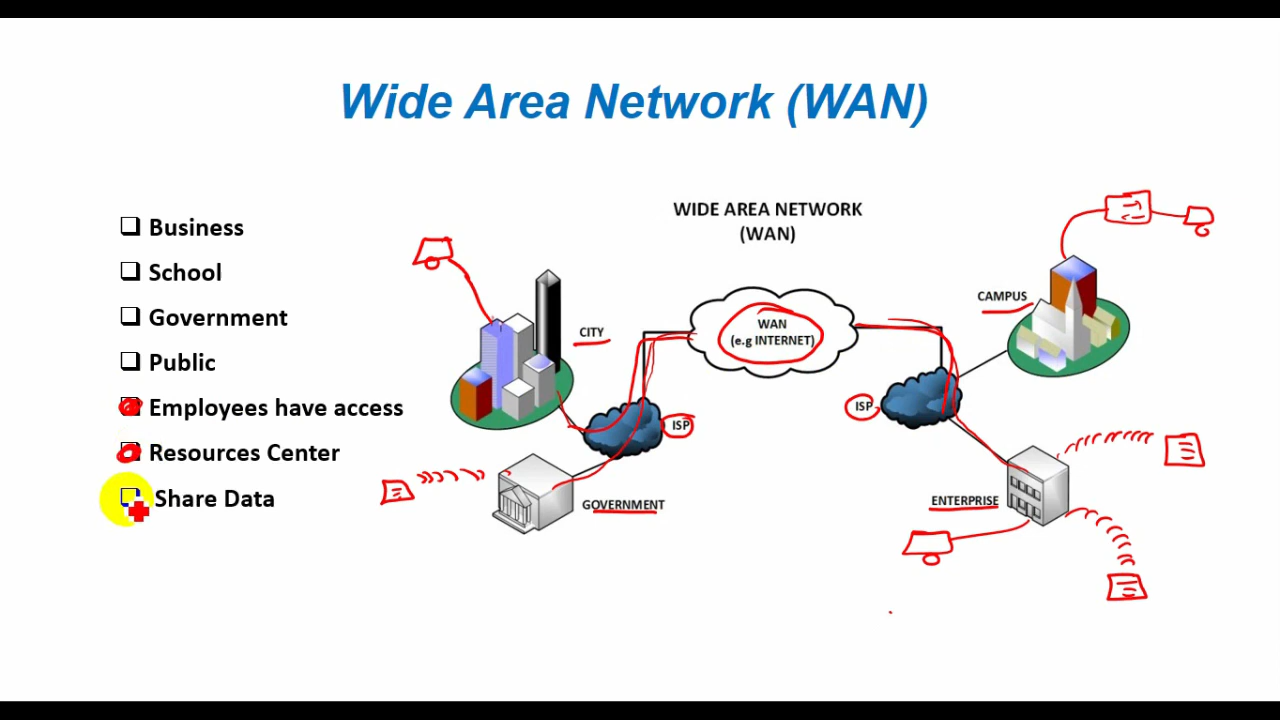 Wide Area Network (WAN)
WIDE AREA NETWORK
(WAN)
Business
School
Government
Public
Employees have access
Resources Center
Share Data
CITY
WAN
(e.g INTERNET)
CAMPUS
ISP
ISP
GOVERNMENT
ENTERPRISE